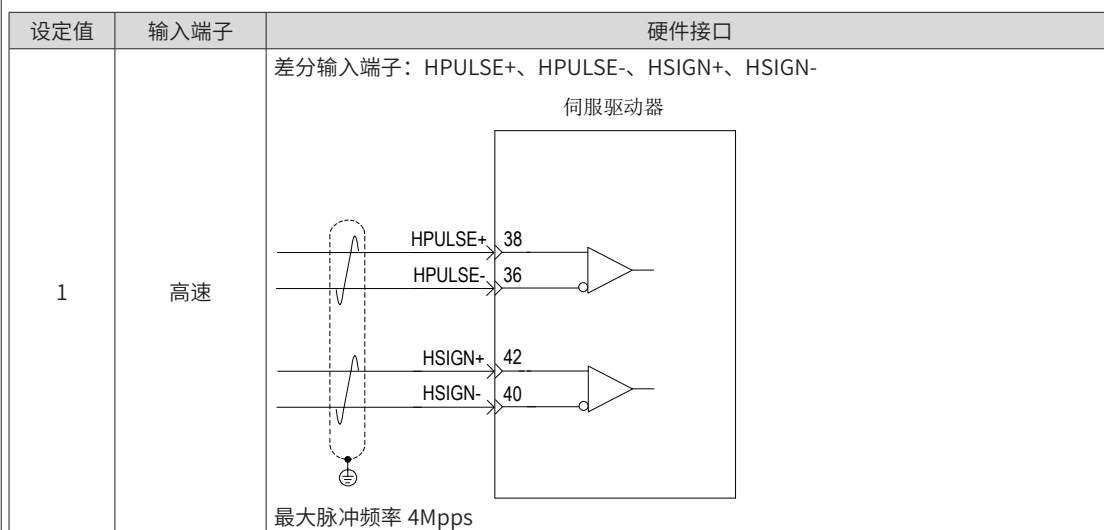 设定值 输入端子 硬件接口
差分输入端子：HPULSE+、HPULSE-、HSIGN+、HSIGN-
伺服驱动器
HPULSE+ 38
HPULSE- 36
1 高速
HSIGN+ 42
HSIGN- 40
最大脉冲频率 4Mpps